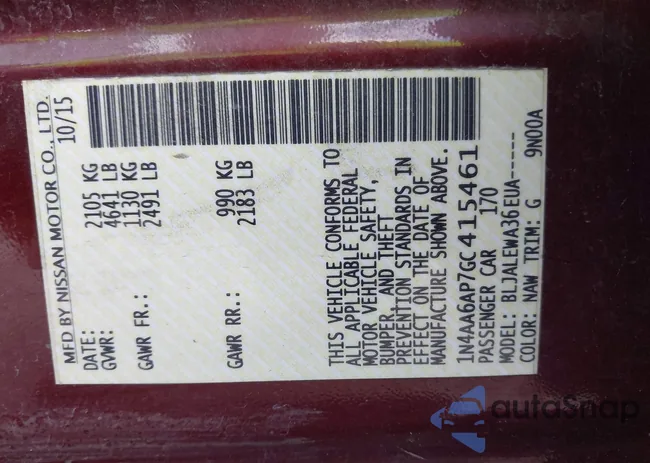 MFD BY NISSAN MOTOR CO., LTD.
DATE: 10/15
GVWR: 2105 KG
4641 LB
GAWR FR.: 1130 KG
2491 LB
GAWR RR.: 990 KG
2183 LB
THIS VEHICLE CONFORMS TO
ALL APPLICABLE FEDERAL
MOTOR VEHICLE SAFETY,
BUMPER, AND THEFT
PREVENTION STANDARDS IN
EFFECT ON THE DATE OF
MANUFACTURE SHOWN ABOVE.
1N4AA6AP7GC415461
PASSENGER CAR 170
MODEL: BLJALEWA36EUA-----
COLOR: NAW TRIM: G 9N00A
autoSnap